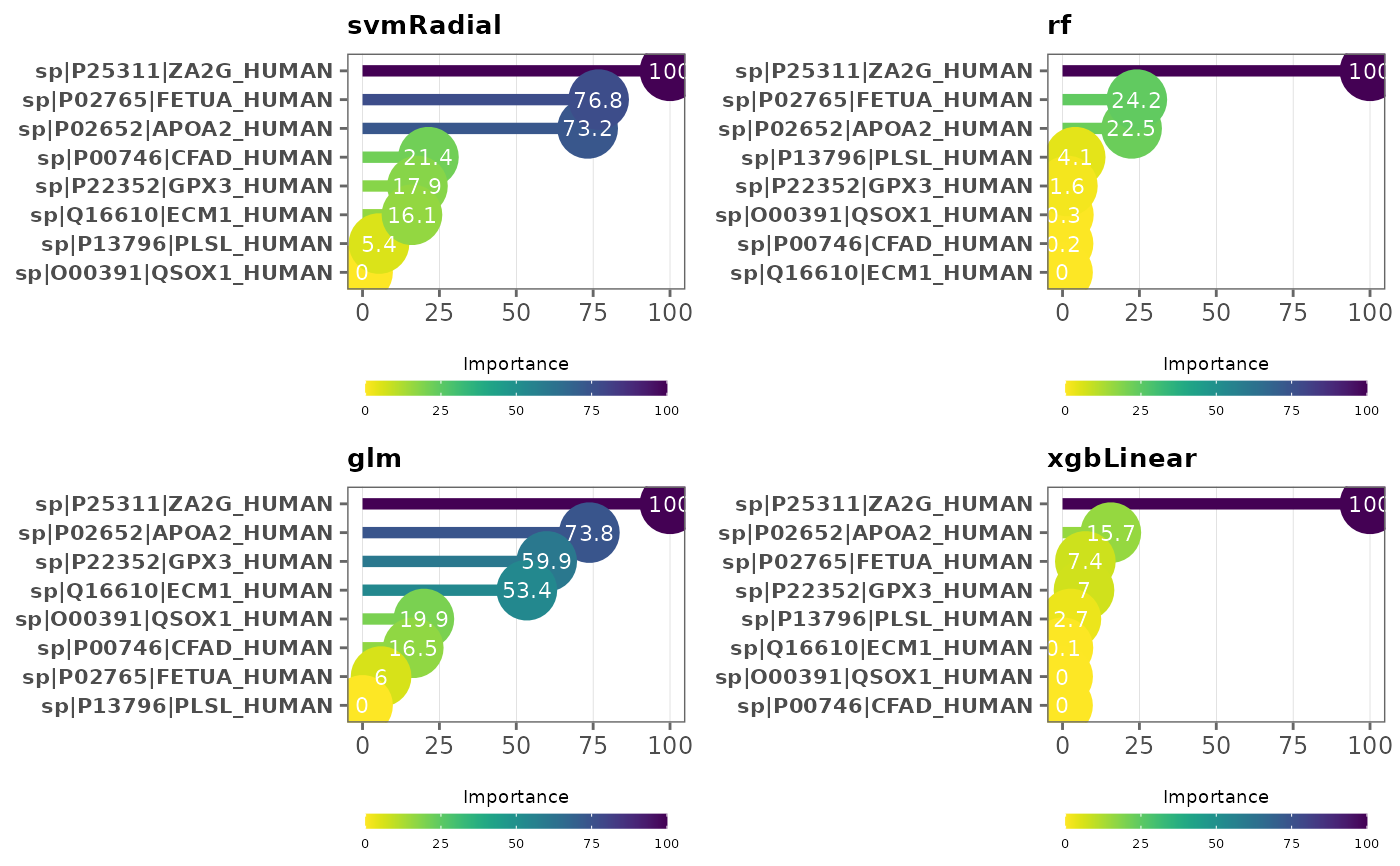 svmRadial
sp|P25311|ZA2G_HUMAN 100
sp|P02765|FETUA_HUMAN 76.8
sp|P02652|APOA2_HUMAN 73.2
sp|P00746|CFAD_HUMAN 21.4
sp|P22352|GPX3_HUMAN 17.9
sp|Q16610|ECM1_HUMAN 16.1
sp|P13796|PLSL_HUMAN 5.4
sp|O00391|QSOX1_HUMAN 0
0 25 50 75 100
Importance
0 25 50 75 100
rf
sp|P25311|ZA2G_HUMAN 100
sp|P02765|FETUA_HUMAN 24.2
sp|P02652|APOA2_HUMAN 22.5
sp|P13796|PLSL_HUMAN 4.1
sp|P22352|GPX3_HUMAN 1.6
sp|O00391|QSOX1_HUMAN 0.3
sp|P00746|CFAD_HUMAN 0.2
sp|Q16610|ECM1_HUMAN 0
0 25 50 75 100
Importance
0 25 50 75 100
glm
sp|P25311|ZA2G_HUMAN 100
sp|P02652|APOA2_HUMAN 73.8
sp|P22352|GPX3_HUMAN 59.9
sp|Q16610|ECM1_HUMAN 53.4
sp|O00391|QSOX1_HUMAN 19.9
sp|P00746|CFAD_HUMAN 16.5
sp|P02765|FETUA_HUMAN 6
sp|P13796|PLSL_HUMAN 0
0 25 50 75 100
Importance
0 25 50 75 100
xgbLinear
sp|P25311|ZA2G_HUMAN 100
sp|P02652|APOA2_HUMAN 15.7
sp|P02765|FETUA_HUMAN 7.4
sp|P22352|GPX3_HUMAN 7
sp|P13796|PLSL_HUMAN 2.7
sp|Q16610|ECM1_HUMAN 0.1
sp|O00391|QSOX1_HUMAN 0
sp|P00746|CFAD_HUMAN 0
0 25 50 75 100
Importance
0 25 50 75 100